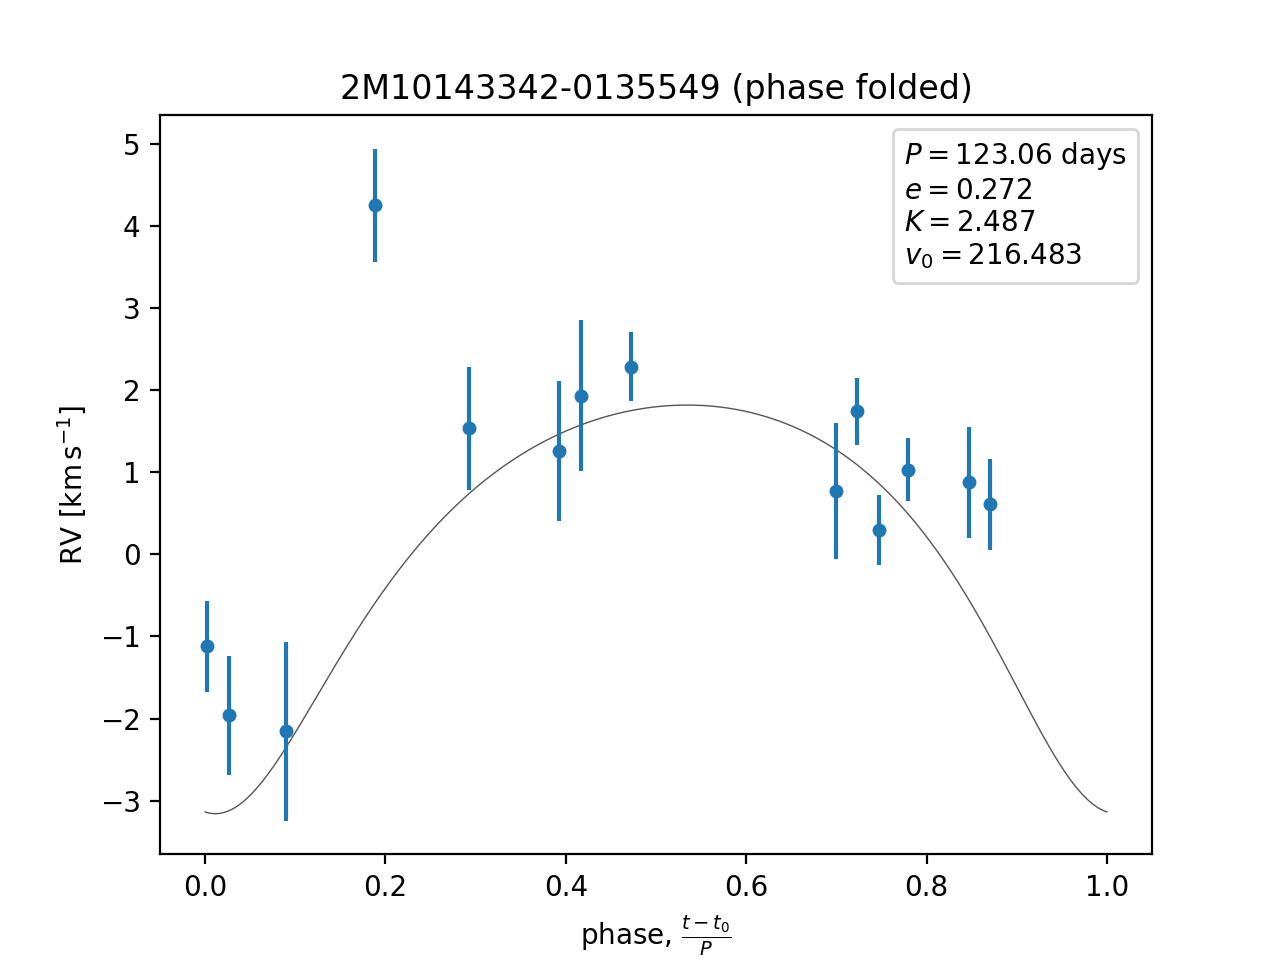 2M10143342-0135549 (phase folded)
P = 123.06 days
e = 0.272
K = 2.487
v₀ = 216.483
RV [km s⁻¹]
5
4
3
2
1
0
−1
−2
−3
0.0 0.2 0.4 0.6 0.8 1.0
phase, (t − t₀)/P